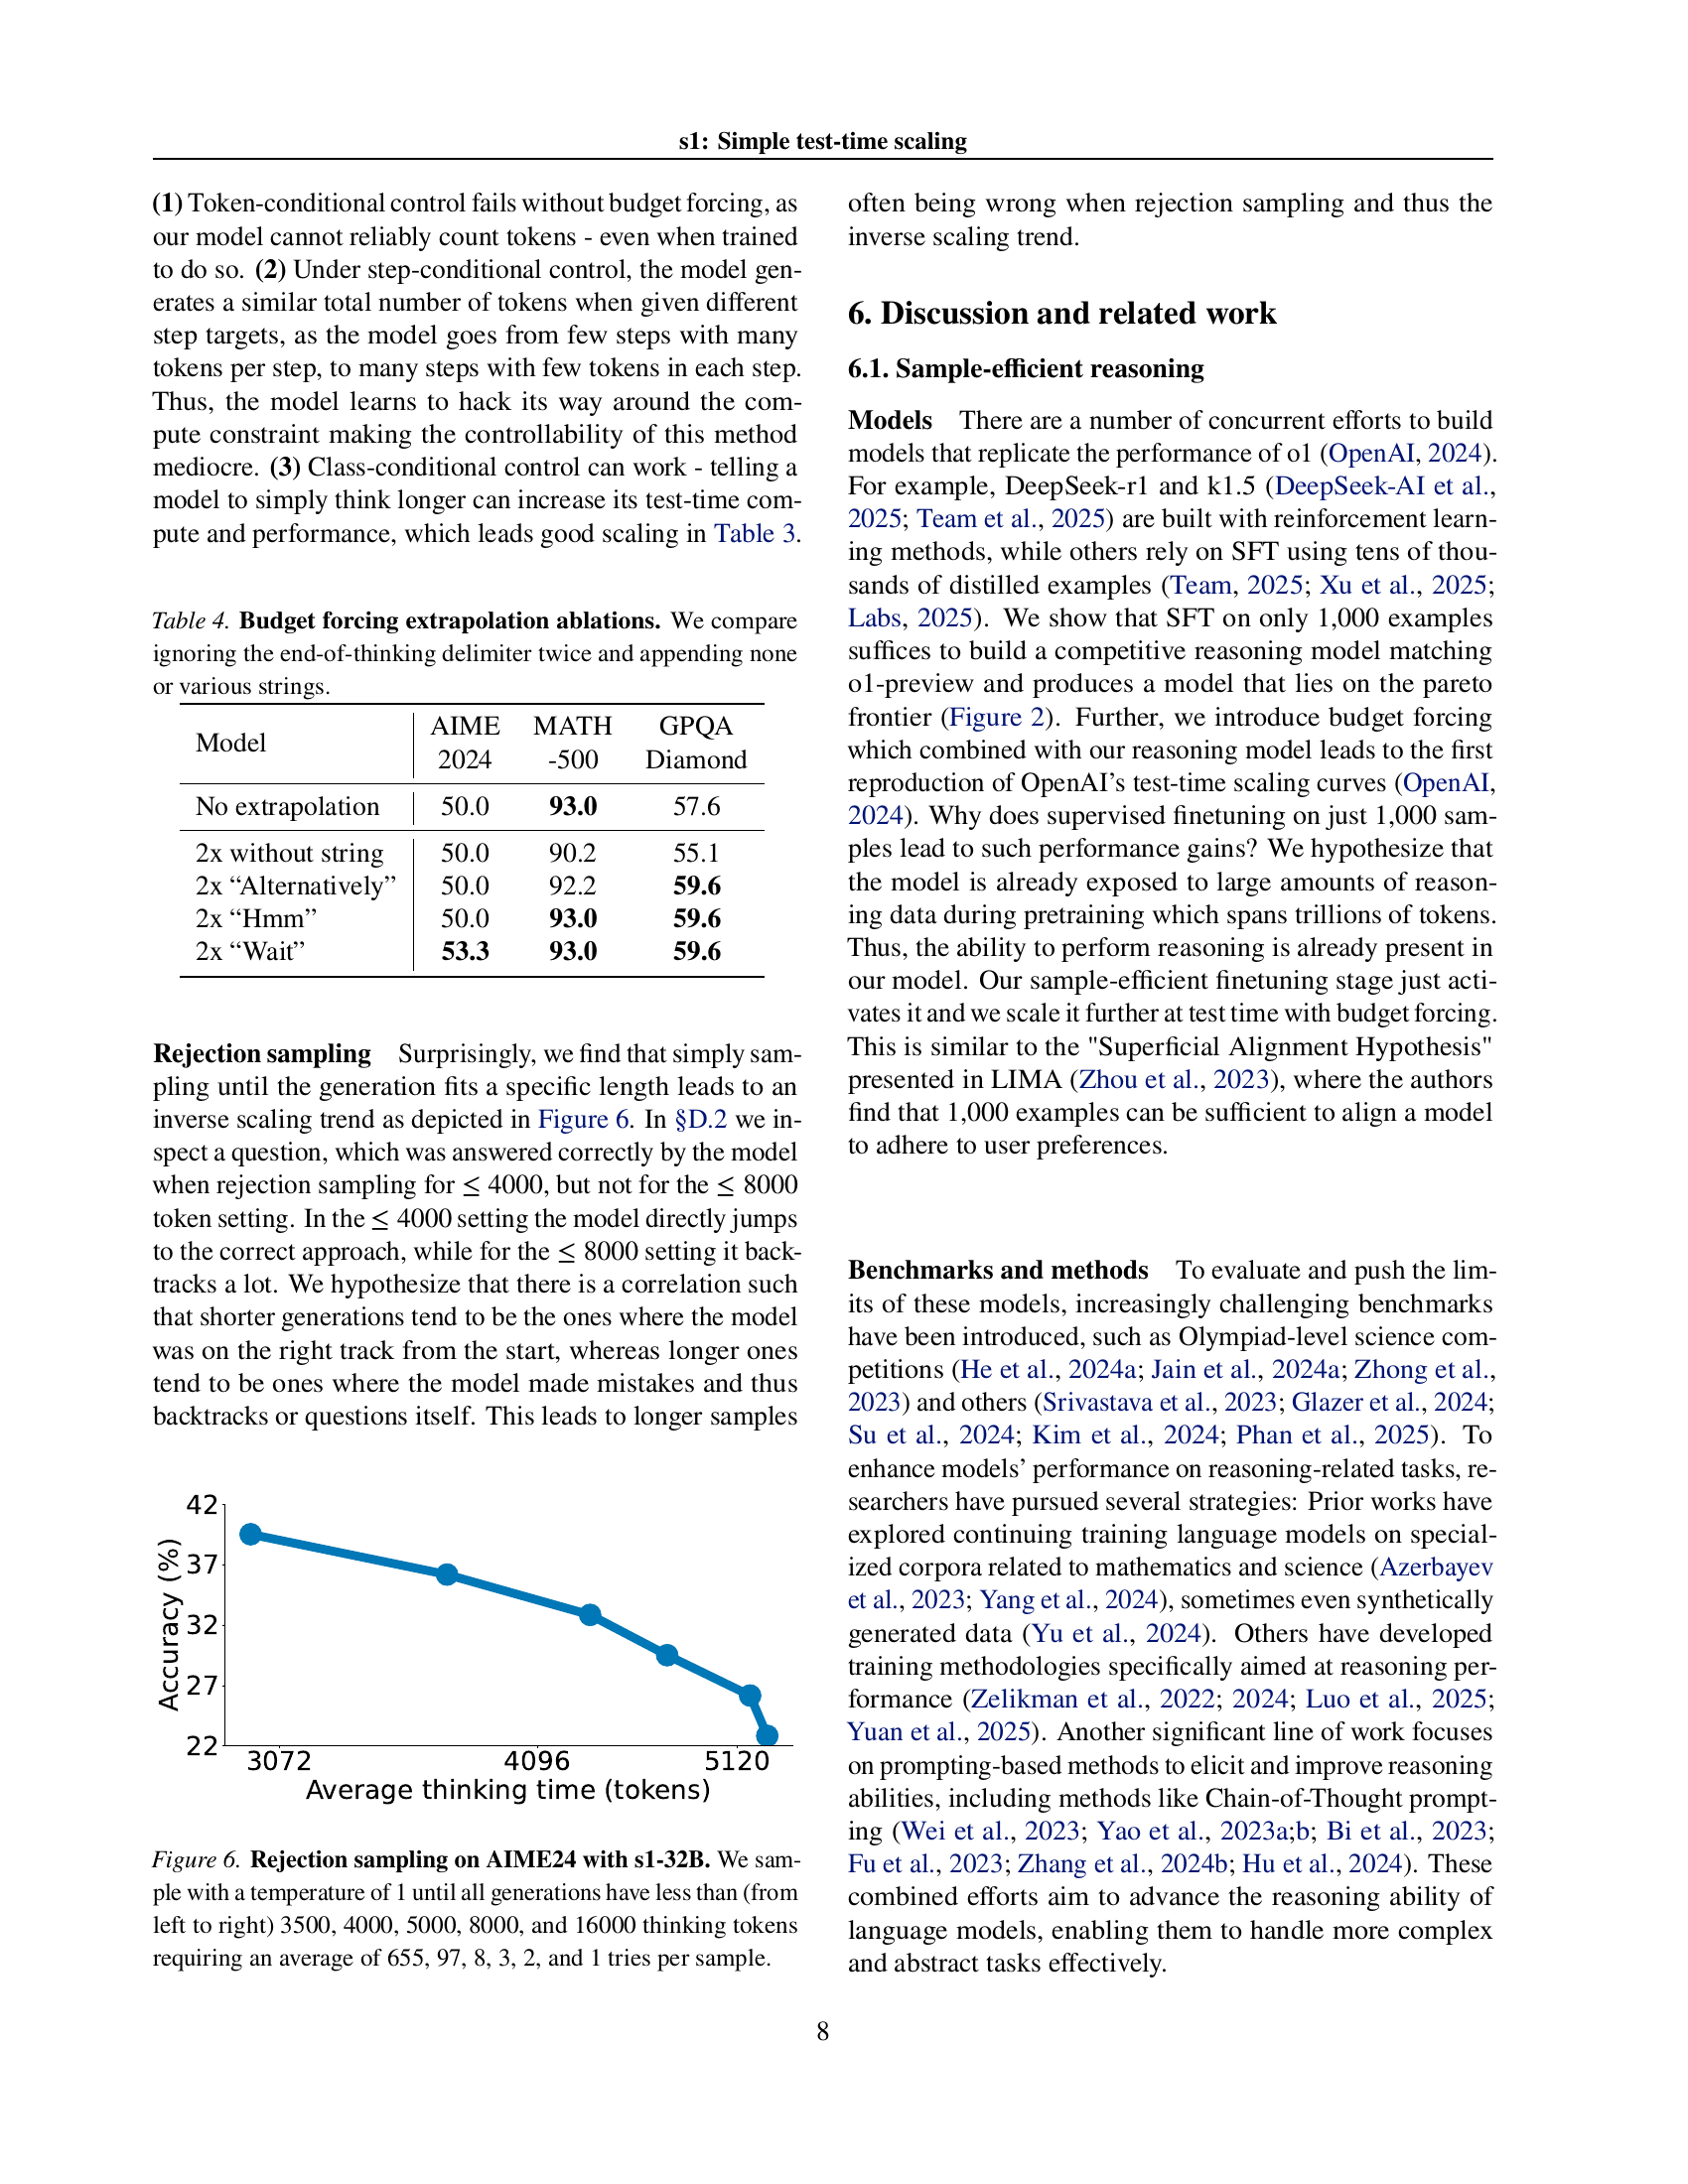 s1: Simple test-time scaling
(1) Token-conditional control fails without budget forcing, as
our model cannot reliably count tokens - even when trained
to do so. (2) Under step-conditional control, the model gen-
erates a similar total number of tokens when given different
step targets, as the model goes from few steps with many
tokens per step, to many steps with few tokens in each step.
Thus, the model learns to hack its way around the com-
pute constraint making the controllability of this method
mediocre. (3) Class-conditional control can work - telling a
model to simply think longer can increase its test-time com-
pute and performance, which leads good scaling in Table 3.
Table 4. Budget forcing extrapolation ablations. We compare
ignoring the end-of-thinking delimiter twice and appending none
or various strings.
Model AIME 2024 MATH -500 GPQA Diamond
No extrapolation 50.0 93.0 57.6
2x without string 50.0 90.2 55.1
2x “Alternatively” 50.0 92.2 59.6
2x “Hmm” 50.0 93.0 59.6
2x “Wait” 53.3 93.0 59.6
Rejection sampling Surprisingly, we find that simply sam-
pling until the generation fits a specific length leads to an
inverse scaling trend as depicted in Figure 6. In §D.2 we in-
spect a question, which was answered correctly by the model
when rejection sampling for ≤ 4000, but not for the ≤ 8000
token setting. In the ≤ 4000 setting the model directly jumps
to the correct approach, while for the ≤ 8000 setting it back-
tracks a lot. We hypothesize that there is a correlation such
that shorter generations tend to be the ones where the model
was on the right track from the start, whereas longer ones
tend to be ones where the model made mistakes and thus
backtracks or questions itself. This leads to longer samples
42
37
32
27
22
Accuracy (%)
3072 4096 5120
Average thinking time (tokens)
Figure 6. Rejection sampling on AIME24 with s1-32B. We sam-
ple with a temperature of 1 until all generations have less than (from
left to right) 3500, 4000, 5000, 8000, and 16000 thinking tokens
requiring an average of 655, 97, 8, 3, 2, and 1 tries per sample.
often being wrong when rejection sampling and thus the
inverse scaling trend.
6. Discussion and related work
6.1. Sample-efficient reasoning
Models There are a number of concurrent efforts to build
models that replicate the performance of o1 (OpenAI, 2024).
For example, DeepSeek-r1 and k1.5 (DeepSeek-AI et al.,
2025; Team et al., 2025) are built with reinforcement learn-
ing methods, while others rely on SFT using tens of thou-
sands of distilled examples (Team, 2025; Xu et al., 2025;
Labs, 2025). We show that SFT on only 1,000 examples
suffices to build a competitive reasoning model matching
o1-preview and produces a model that lies on the pareto
frontier (Figure 2). Further, we introduce budget forcing
which combined with our reasoning model leads to the first
reproduction of OpenAI’s test-time scaling curves (OpenAI,
2024). Why does supervised finetuning on just 1,000 sam-
ples lead to such performance gains? We hypothesize that
the model is already exposed to large amounts of reason-
ing data during pretraining which spans trillions of tokens.
Thus, the ability to perform reasoning is already present in
our model. Our sample-efficient finetuning stage just acti-
vates it and we scale it further at test time with budget forcing.
This is similar to the "Superficial Alignment Hypothesis"
presented in LIMA (Zhou et al., 2023), where the authors
find that 1,000 examples can be sufficient to align a model
to adhere to user preferences.
Benchmarks and methods To evaluate and push the lim-
its of these models, increasingly challenging benchmarks
have been introduced, such as Olympiad-level science com-
petitions (He et al., 2024a; Jain et al., 2024a; Zhong et al.,
2023) and others (Srivastava et al., 2023; Glazer et al., 2024;
Su et al., 2024; Kim et al., 2024; Phan et al., 2025). To
enhance models’ performance on reasoning-related tasks, re-
searchers have pursued several strategies: Prior works have
explored continuing training language models on special-
ized corpora related to mathematics and science (Azerbayev
et al., 2023; Yang et al., 2024), sometimes even synthetically
generated data (Yu et al., 2024). Others have developed
training methodologies specifically aimed at reasoning per-
formance (Zelikman et al., 2022; 2024; Luo et al., 2025;
Yuan et al., 2025). Another significant line of work focuses
on prompting-based methods to elicit and improve reasoning
abilities, including methods like Chain-of-Thought prompt-
ing (Wei et al., 2023; Yao et al., 2023a;b; Bi et al., 2023;
Fu et al., 2023; Zhang et al., 2024b; Hu et al., 2024). These
combined efforts aim to advance the reasoning ability of
language models, enabling them to handle more complex
and abstract tasks effectively.
8